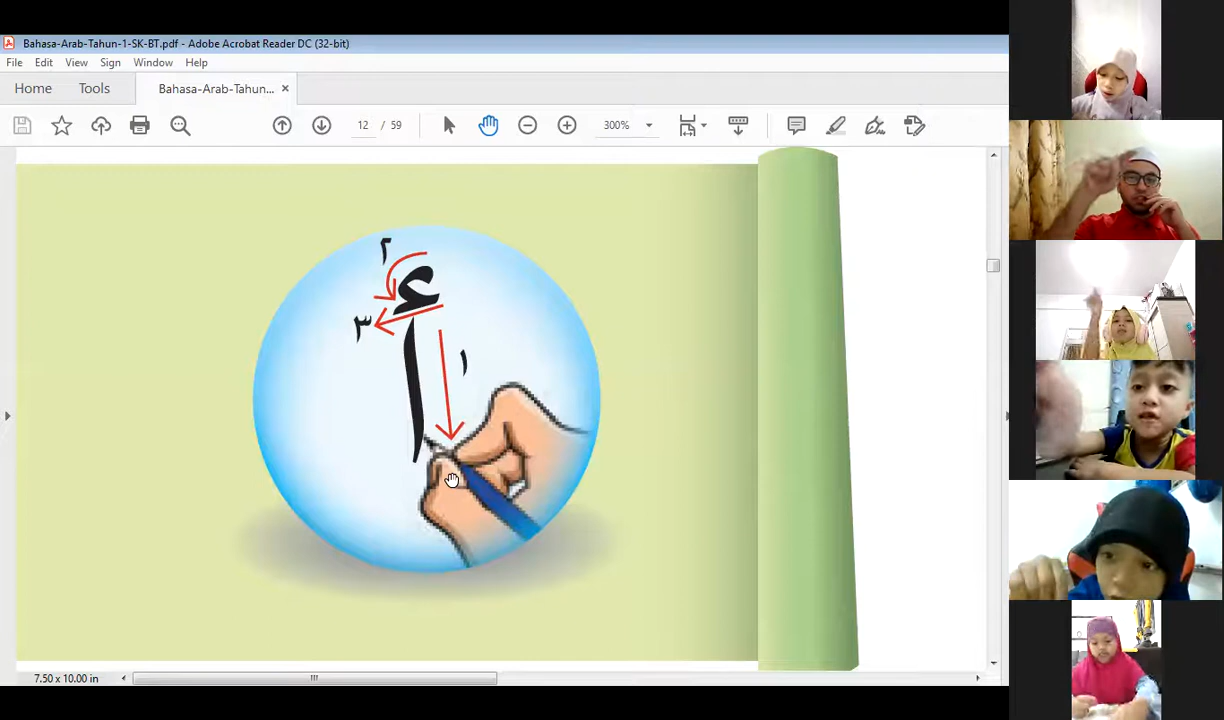 Bahasa-Arab-Tahun-1-SK-BT.pdf - Adobe Acrobat Reader DC (32-bit)
File Edit View Sign Window Help
Home Tools Bahasa-Arab-Tahun... ×
12 / 59 300%
٢
٣
أ
١
7.50 x 10.00 in